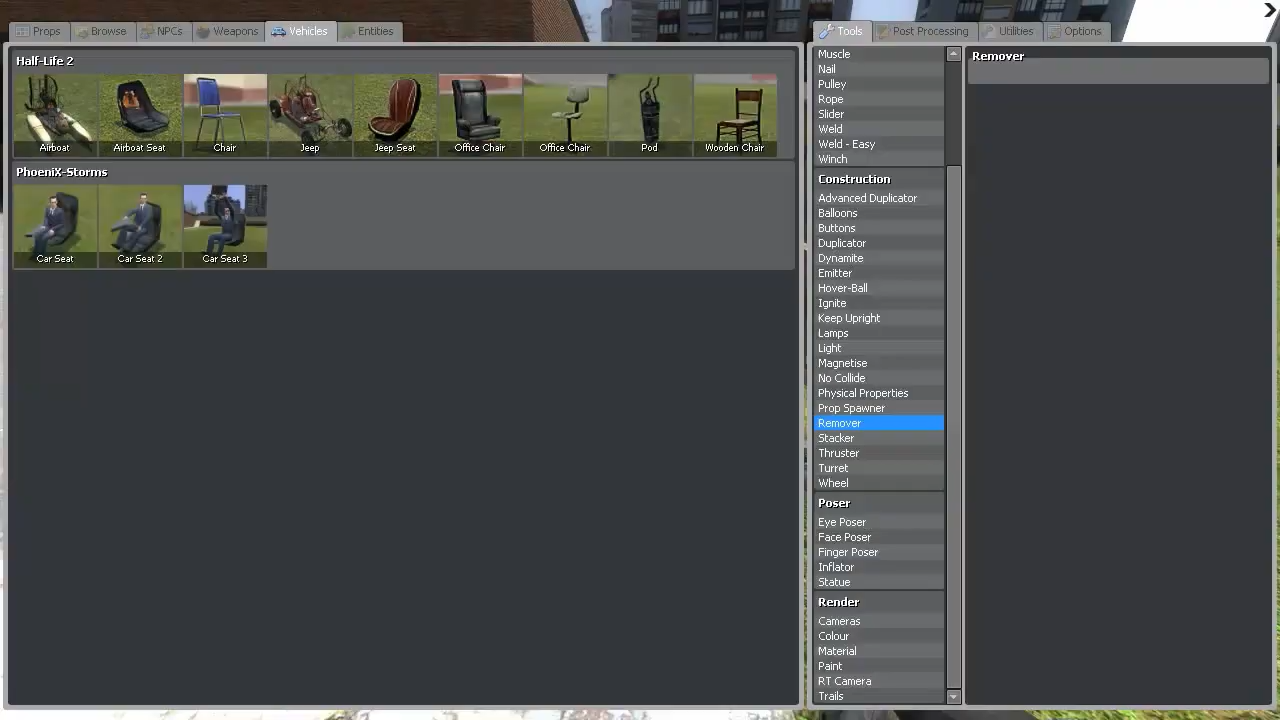 Props Browse NPCs Weapons Vehicles Entities
Half-Life 2
Airboat Airboat Seat Chair Jeep Jeep Seat Office Chair Office Chair Pod Wooden Chair
PhoeniX-Storms
Car Seat Car Seat 2 Car Seat 3
Tools Post Processing Utilities Options
Muscle
Nail
Pulley
Rope
Slider
Weld
Weld - Easy
Winch
Construction
Advanced Duplicator
Balloons
Buttons
Duplicator
Dynamite
Emitter
Hover-Ball
Ignite
Keep Upright
Lamps
Light
Magnetise
No Collide
Physical Properties
Prop Spawner
Remover
Stacker
Thruster
Turret
Wheel
Poser
Eye Poser
Face Poser
Finger Poser
Inflator
Statue
Render
Cameras
Colour
Material
Paint
RT Camera
Trails
Remover